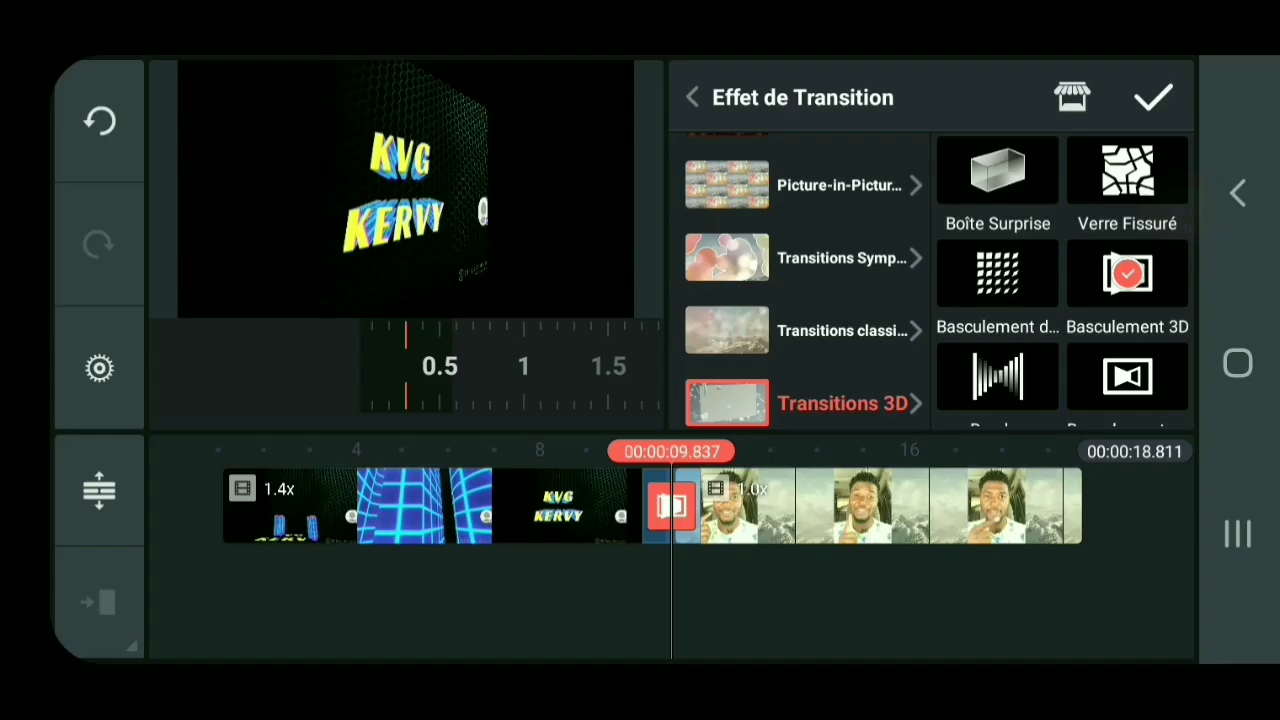 Effet de Transition
KVG
KERVY
Picture-in-Pictur...
Transitions Symp...
Transitions classi...
Transitions 3D
Boîte Surprise
Verre Fissuré
Basculement d...
Basculement 3D
0.5
1
1.5
4
8
00:00:09.837
16
00:00:18.811
1.4x
KVG
KERVY
1.0x